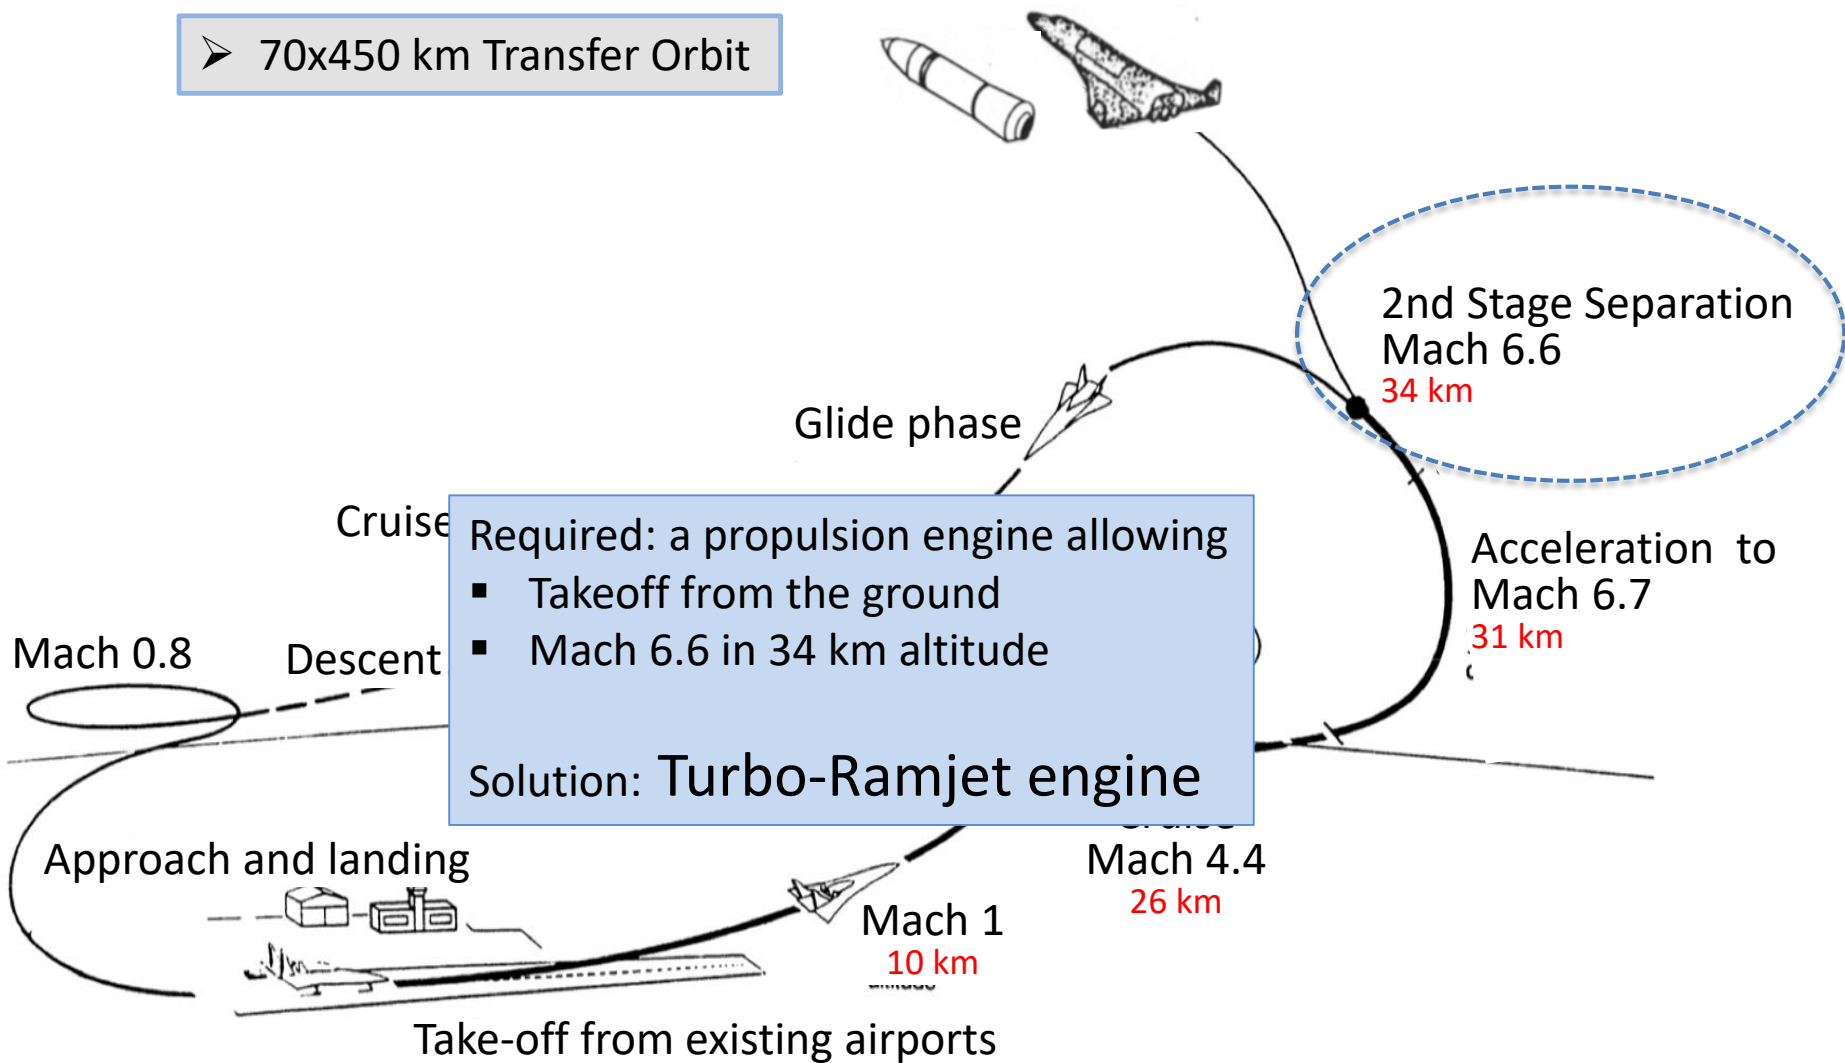 ➢ 70x450 km Transfer Orbit
2nd Stage Separation
Mach 6.6
34 km
Glide phase
Cruise
Required: a propulsion engine allowing
▪ Takeoff from the ground
▪ Mach 6.6 in 34 km altitude
Solution: Turbo-Ramjet engine
Acceleration to
Mach 6.7
31 km
Mach 0.8
Descent
Approach and landing
Cruise
Mach 4.4
26 km
Mach 1
10 km
Take-off from existing airports